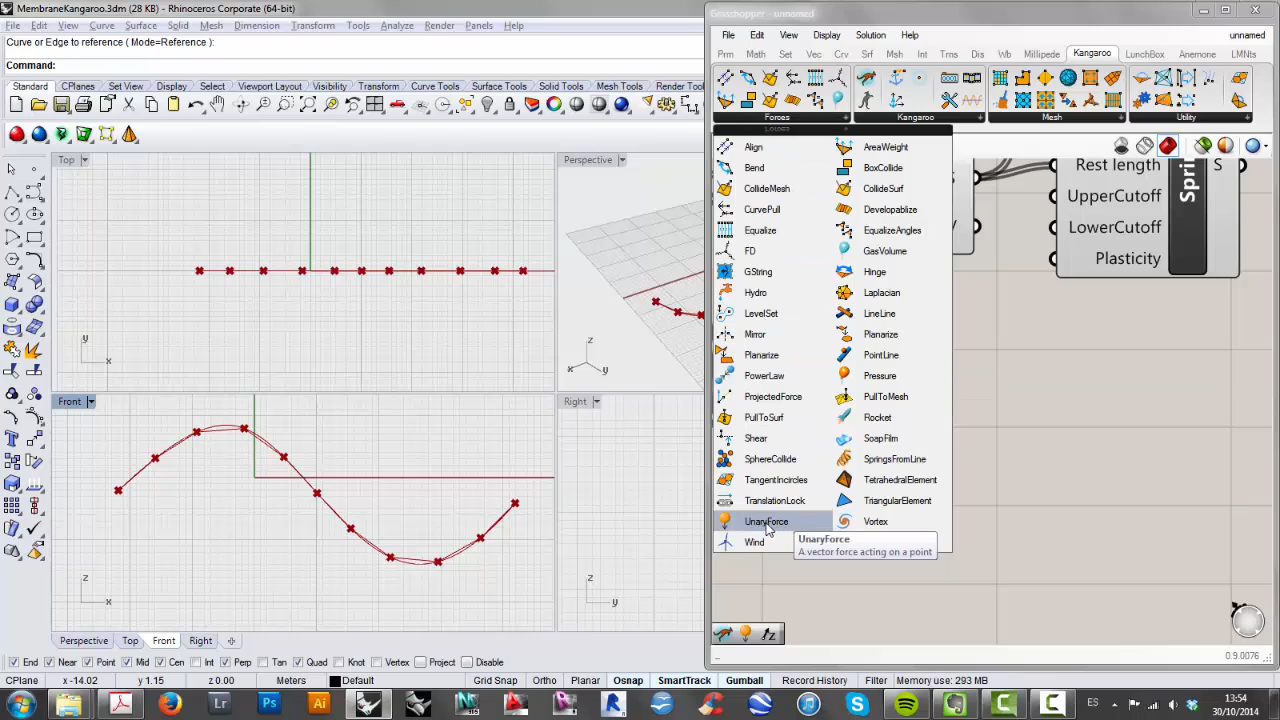 MembraneKangaroo.3dm (28 KB) - Rhinoceros Corporate (64-bit)
File Edit View Curve Surface Solid Mesh Dimension Transform Tools Analyze Render Panels Help
Curve or Edge to reference ( Mode=Reference ):
Command:
Standard CPlanes Set View Display Select Viewport Layout Visibility Transform Curve Tools Surface Tools Solid Tools Mesh Tools Render Tools
Top
Perspective
y
x
z
x
y
Front
Right
z
x
z
y
Perspective Top Front Right
End Near Point Mid Cen Int Perp Tan Quad Knot Vertex Project Disable
CPlane x -14.02 y 1.15 z 0.00 Meters Default Grid Snap Ortho Planar Osnap SmartTrack Gumball Record History Filter Memory use: 293 MB
Grasshopper - unnamed
File Edit View Display Solution Help unnamed
Prm Math Set Vec Crv Srf Msh Int Trns Dis Wb Millipede Kangaroo LunchBox Anemone LMNts
Forces Kangaroo Mesh Utility
Align AreaWeight
Bend BoxCollide
CollideMesh CollideSurf
CurvePull Developablize
Equalize EqualizeAngles
FD GasVolume
GString Hinge
Hydro Laplacian
LevelSet LineLine
Mirror Planarize
Planarize PointLine
PowerLaw Pressure
ProjectedForce PullToMesh
PullToSurf Rocket
Shear SoapFilm
SphereCollide SpringsFromLine
TangentIncircles TetrahedralElement
TranslationLock TriangularElement
UnaryForce Vortex
Wind
UnaryForce
A vector force acting on a point
Rest length
UpperCutoff
LowerCutoff
Plasticity
Spri
S
0.9.0076
ES 13:54
30/10/2014